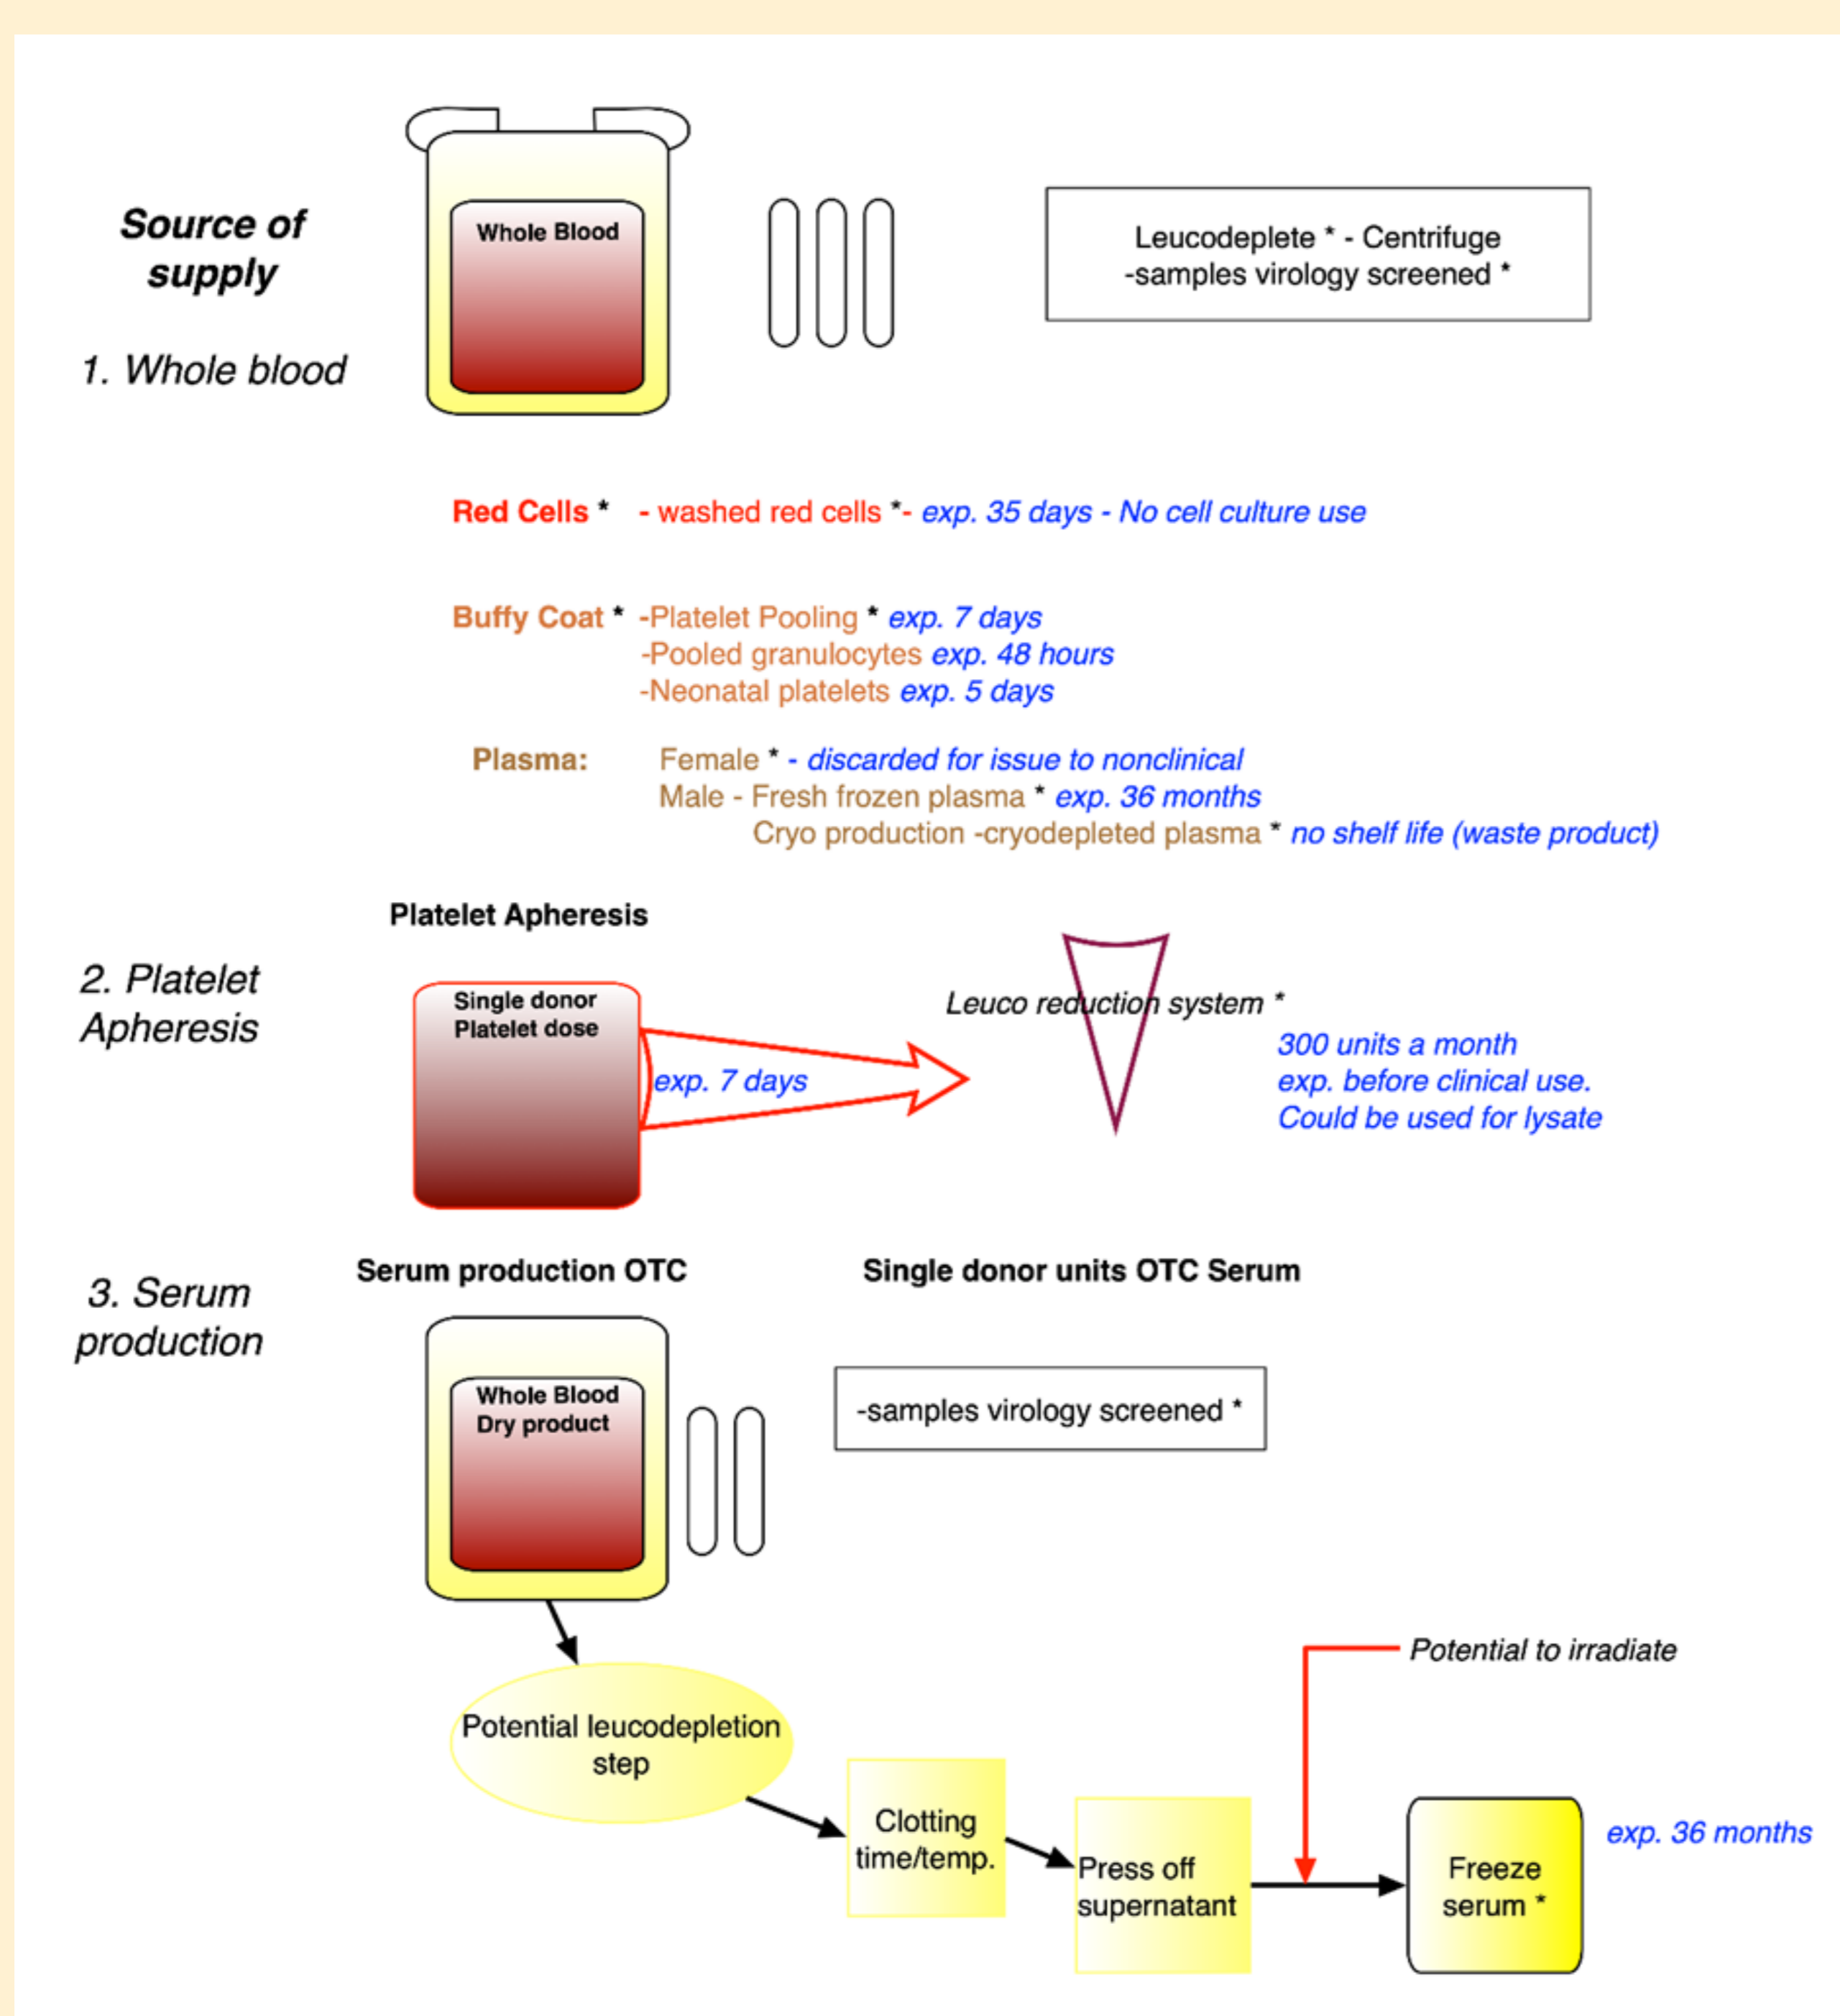 Source of
supply
1. Whole blood
Whole Blood
Leucodeplete * - Centrifuge
-samples virology screened *
Red Cells * - washed red cells *- exp. 35 days - No cell culture use
Buffy Coat * -Platelet Pooling * exp. 7 days
-Pooled granulocytes exp. 48 hours
-Neonatal platelets exp. 5 days
Plasma: Female * - discarded for issue to nonclinical
Male - Fresh frozen plasma * exp. 36 months
Cryo production -cryodepleted plasma * no shelf life (waste product)
Platelet Apheresis
2. Platelet
Apheresis
Single donor
Platelet dose
exp. 7 days
Leuco reduction system *
300 units a month
exp. before clinical use.
Could be used for lysate
Serum production OTC
Single donor units OTC Serum
3. Serum
production
Whole Blood
Dry product
-samples virology screened *
Potential leucodepletion
step
Clotting
time/temp.
Press off
supernatant
Potential to irradiate
Freeze
serum *
exp. 36 months